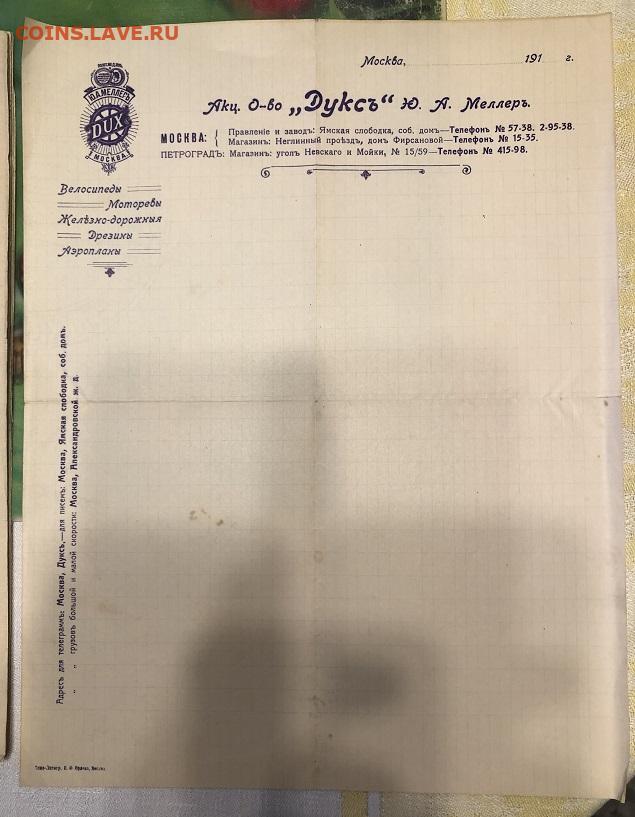 COINS.LAVE.RU
Москва, 191 г.
Ю.А.МЕЛЛЕРЪ
DUX
МОСКВА
Акц. О-во „Дуксъ“ Ю. А. Меллеръ.
МОСКВА: { Правленіе и заводъ: Ямская слободка, соб. домъ—Телефонъ № 57-38. 2-95-38.
Магазинъ: Неглинный проѣздъ, домъ Фирсановой—Телефонъ № 15-35.
ПЕТРОГРАДЪ: Магазинъ: уголъ Невскаго и Мойки, № 15/59—Телефонъ № 415-98.
Велосипеды
Моторевы
Желѣзно-дорожныя
Дрезины
Аэропланы
Адресъ для телеграммъ: Москва, Дуксъ,—для писемъ: Москва, Ямская слободка, соб. домъ.
„ „ грузовъ большой и малой скорости: Москва, Александровской ж. д.